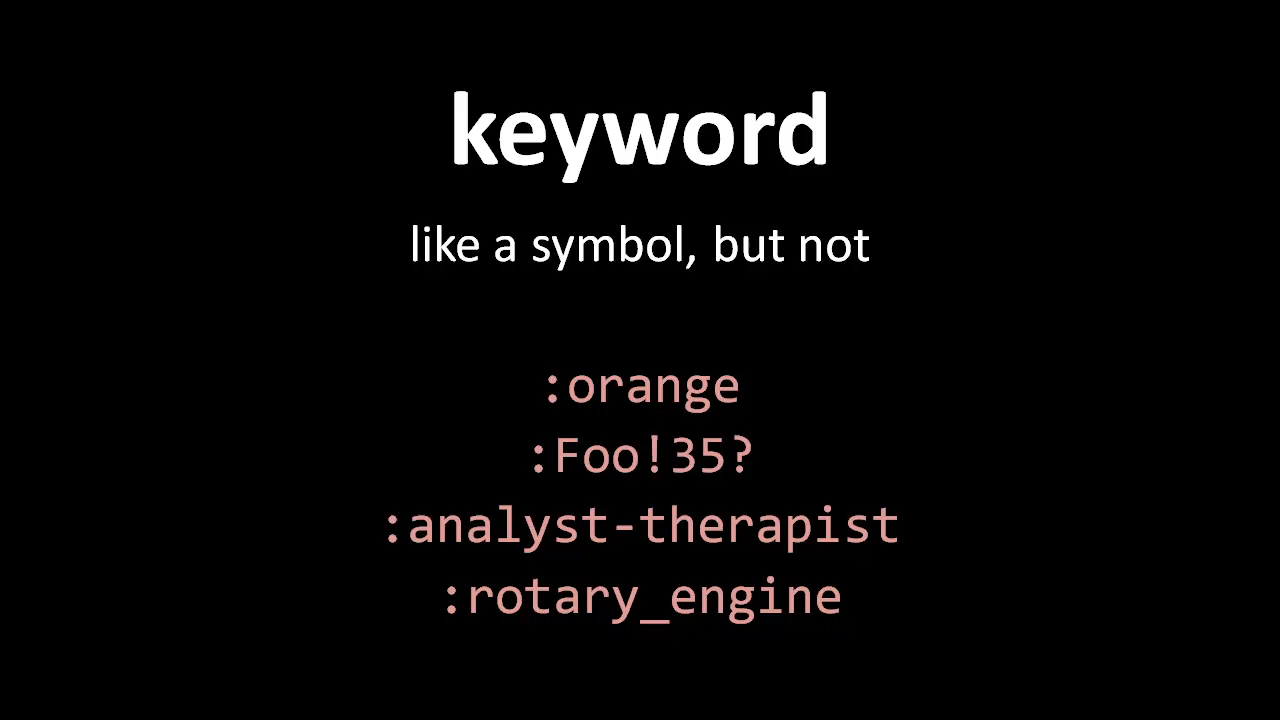 keyword
like a symbol, but not
:orange
:Foo!35?
:analyst-therapist
:rotary_engine